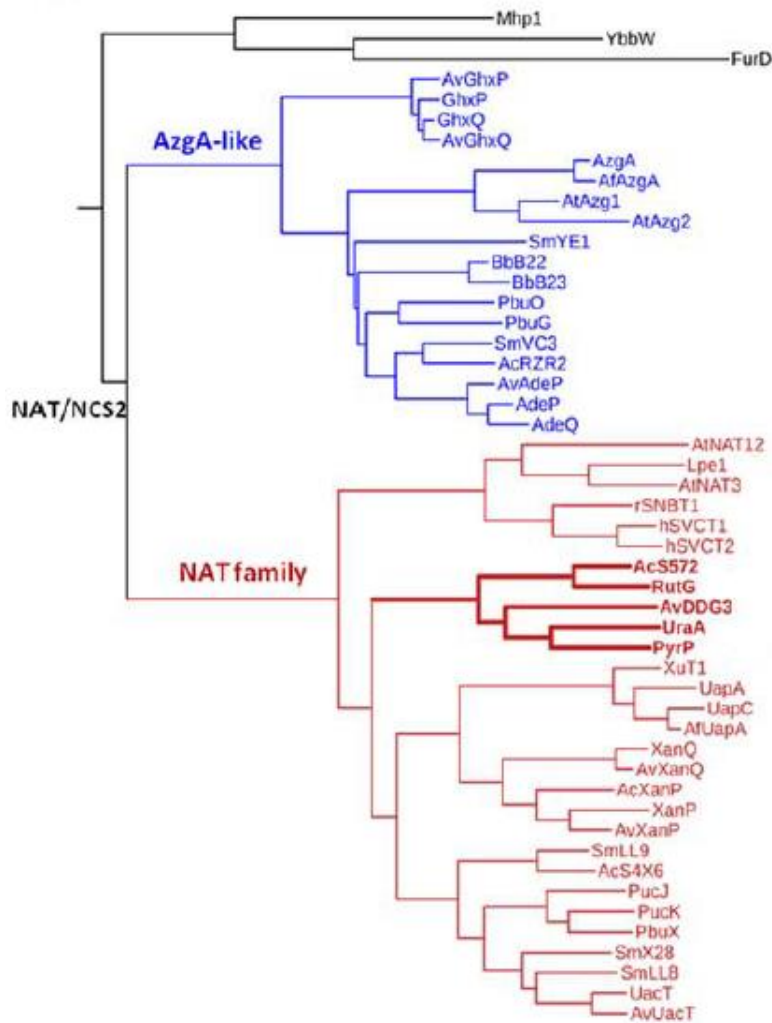 Mhp1
YbbW
FurD
AvGhxP
GhxP
GhxQ
AvGhxQ
AzgA-like
AzgA
AfAzgA
AtAzg1
AtAzg2
SmYE1
BbB22
BbB23
PbuO
PbuG
SmVC3
AcRZR2
AvAdeP
AdeP
AdeQ
NAT/NCS2
AtNAT12
Lpe1
AtNAT3
rSNBT1
hSVCT1
hSVCT2
NAT family
AcS572
RutG
AvDDG3
UraA
PyrP
XuT1
UapA
UapC
AfUapA
XanQ
AvXanQ
AcXanP
XanP
AvXanP
SmLL9
AcS4X6
PucJ
PucK
PbuX
SmX28
SmLL8
UacT
AvUacT